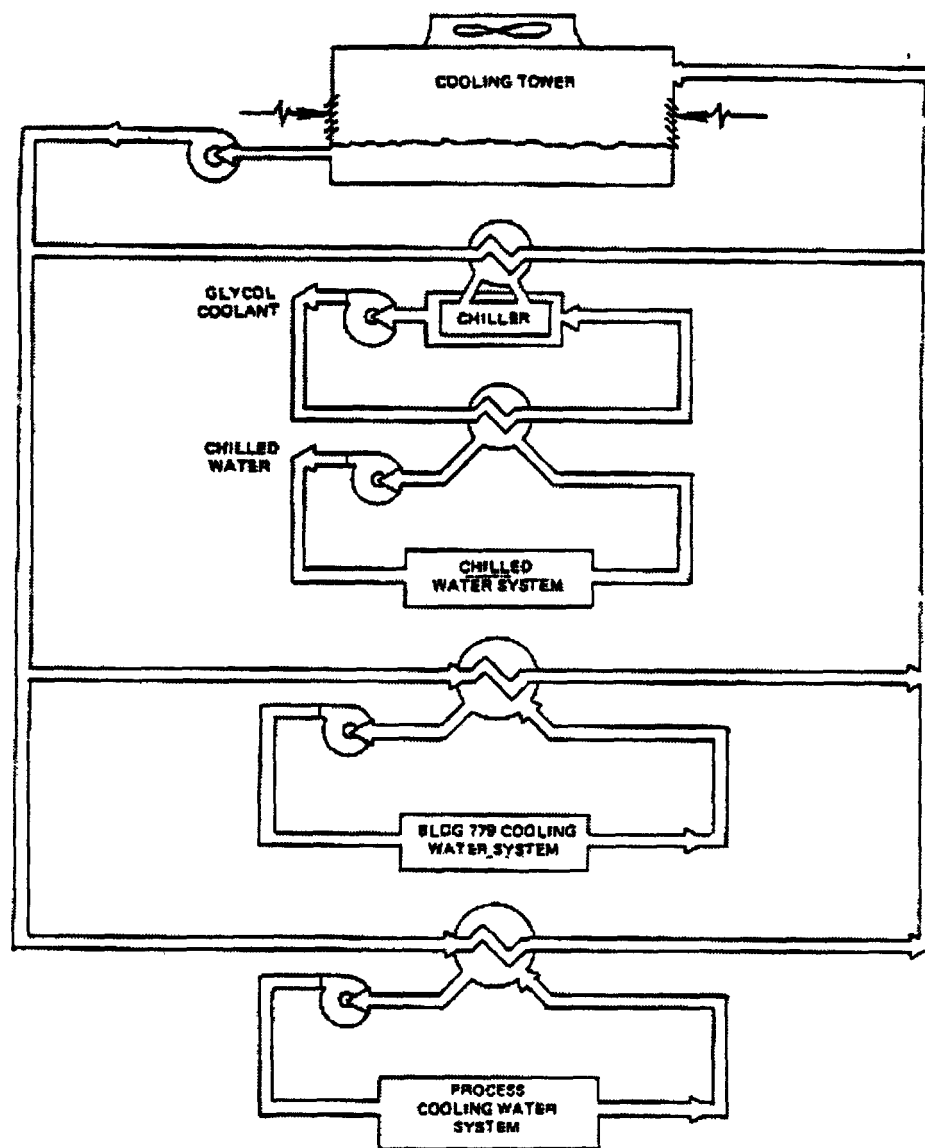 COOLING TOWER
GLYCOL
COOLANT
CHILLER
CHILLED
WATER
CHILLED
WATER SYSTEM
BLDG 779 COOLING
WATER SYSTEM
PROCESS
COOLING WATER
SYSTEM